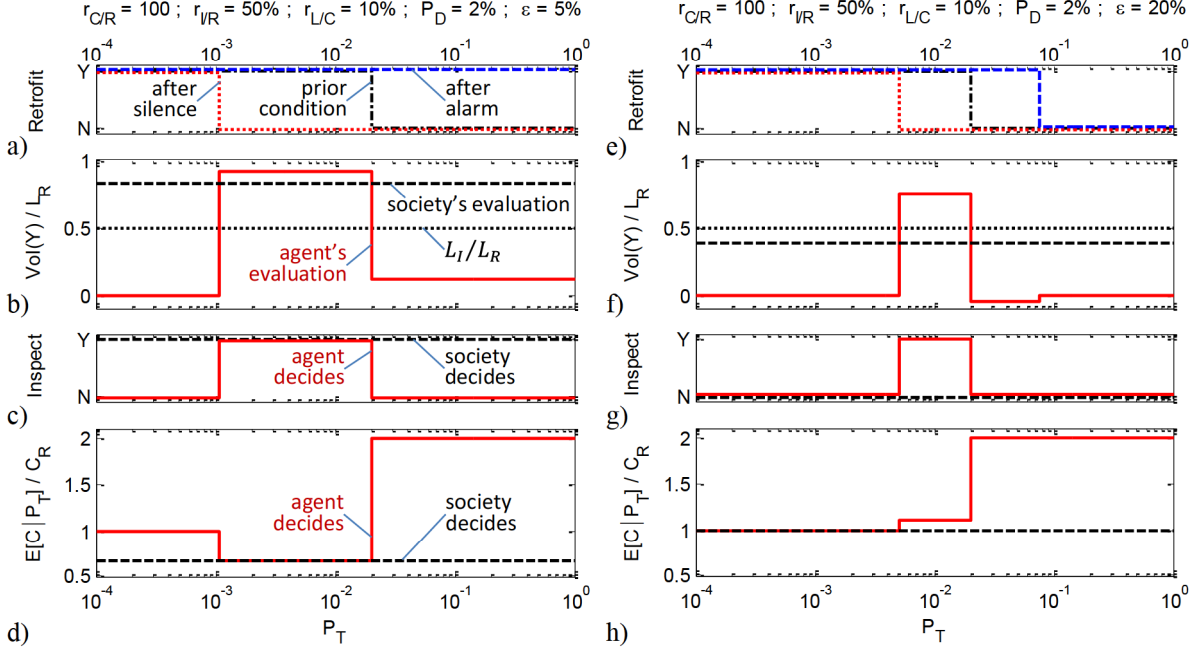 r_C/R = 100 ; r_I/R = 50% ; r_L/C = 10% ; P_D = 2% ; ε = 5%
10^-4 10^-3 10^-2 10^-1 10^0
Y
N
Retrofit
after silence
prior condition
after alarm
a)
1
0.5
0
Vol(Y) / L_R
society's evaluation
agent's evaluation
L_I/L_R
b)
Y
N
Inspect
agent decides
society decides
c)
2
1.5
1
0.5
E[C | P_T] / C_R
agent decides
society decides
10^-4 10^-3 10^-2 10^-1 10^0
P_T
d)
r_C/R = 100 ; r_I/R = 50% ; r_L/C = 10% ; P_D = 2% ; ε = 20%
10^-4 10^-3 10^-2 10^-1 10^0
Y
N
Retrofit
e)
1
0.5
0
Vol(Y) / L_R
f)
Y
N
Inspect
g)
2
1.5
1
0.5
E[C | P_T] / C_R
10^-4 10^-3 10^-2 10^-1 10^0
P_T
h)